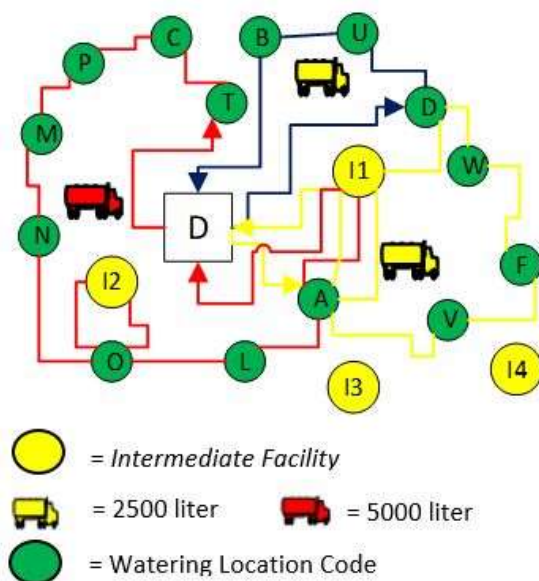 C
B
U
P
T
D
M
I1
W
D
N
I2
A
F
V
O
L
I3
I4
= Intermediate Facility
= 2500 liter
= 5000 liter
= Watering Location Code